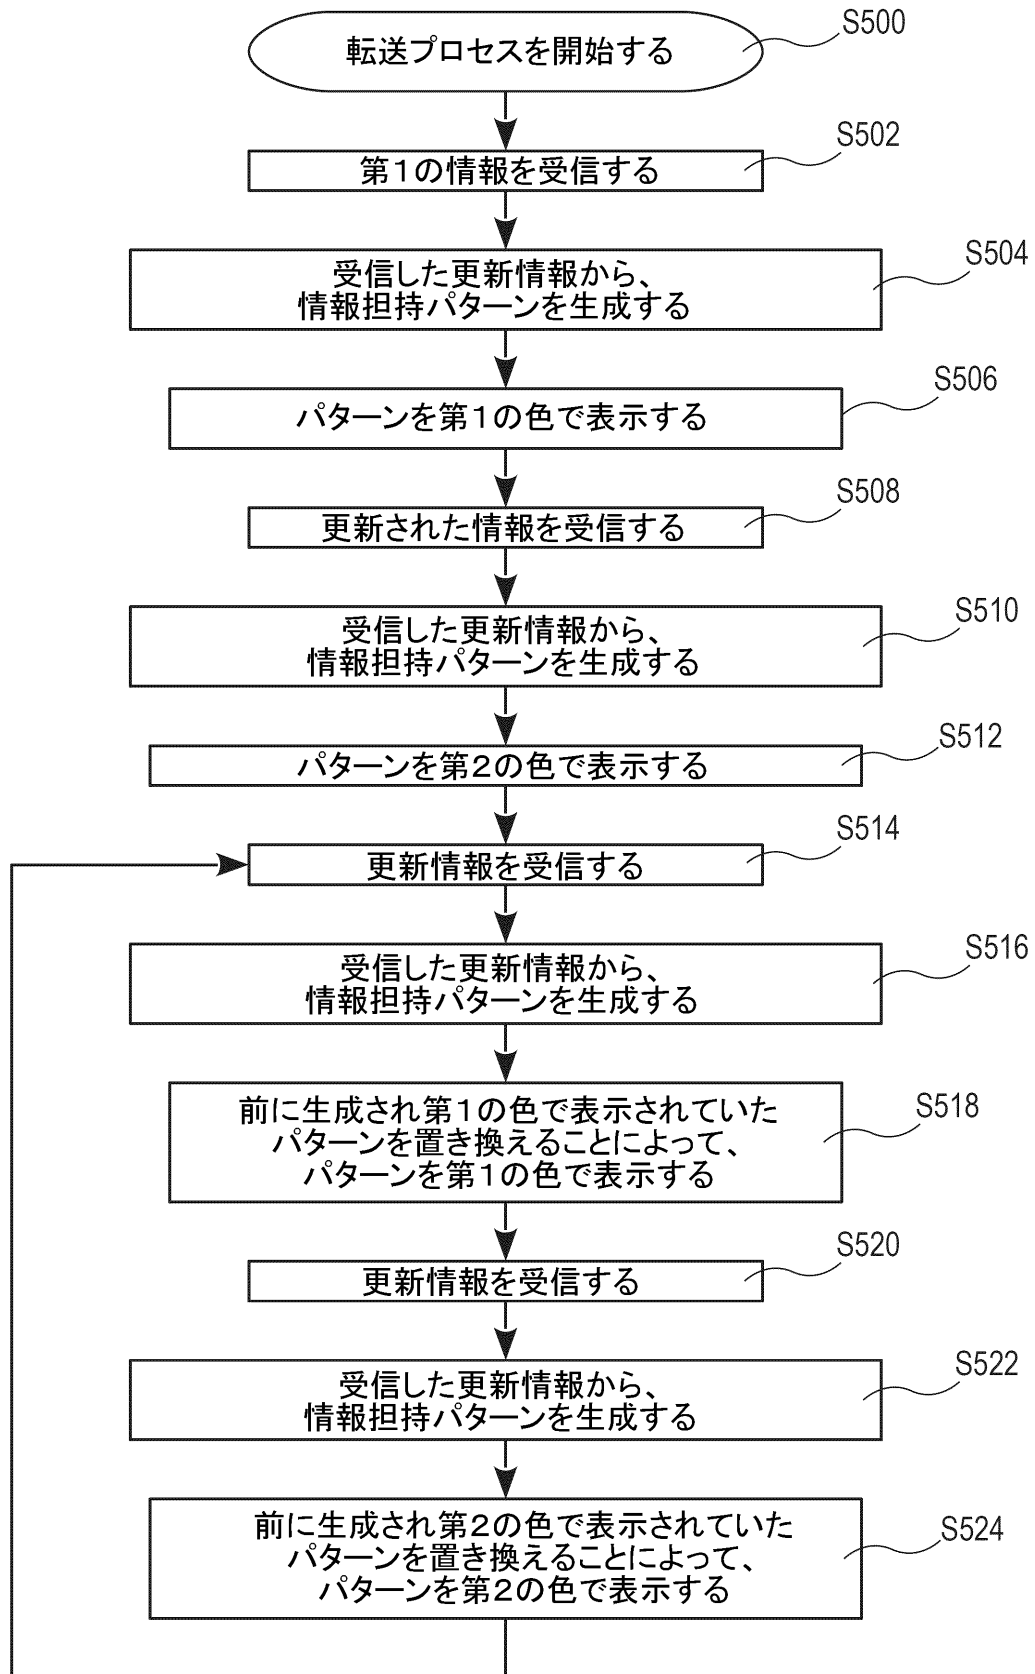 転送プロセスを開始する
S500
第1の情報を受信する
S502
受信した更新情報から、
情報担持パターンを生成する
S504
パターンを第1の色で表示する
S506
更新された情報を受信する
S508
受信した更新情報から、
情報担持パターンを生成する
S510
パターンを第2の色で表示する
S512
更新情報を受信する
S514
受信した更新情報から、
情報担持パターンを生成する
S516
前に生成され第1の色で表示されていた
パターンを置き換えることによって、
パターンを第1の色で表示する
S518
更新情報を受信する
S520
受信した更新情報から、
情報担持パターンを生成する
S522
前に生成され第2の色で表示されていた
パターンを置き換えることによって、
パターンを第2の色で表示する
S524